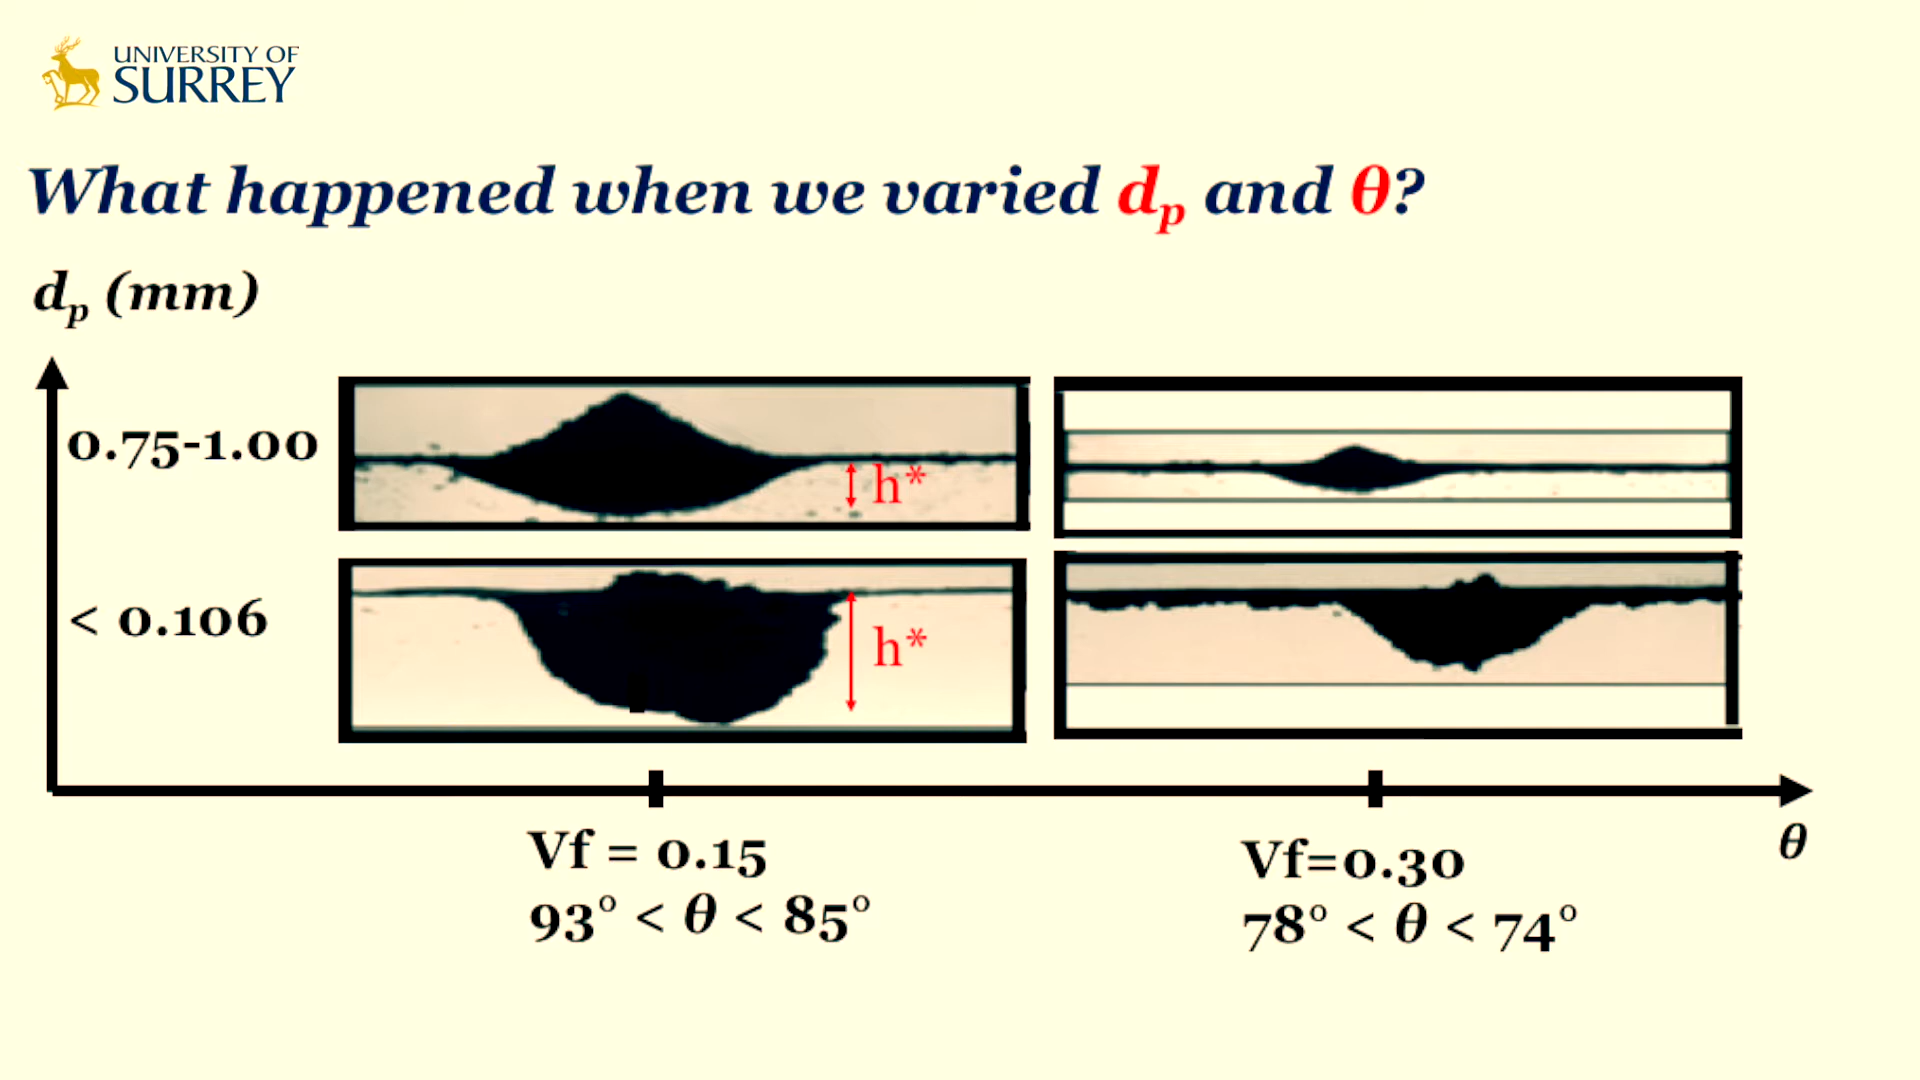 UNIVERSITY OF
SURREY
What happened when we varied dp and θ?
dp (mm)
0.75-1.00
h*
< 0.106
h*
Vf = 0.15
93° < θ < 85°
Vf=0.30
78° < θ < 74°
θ